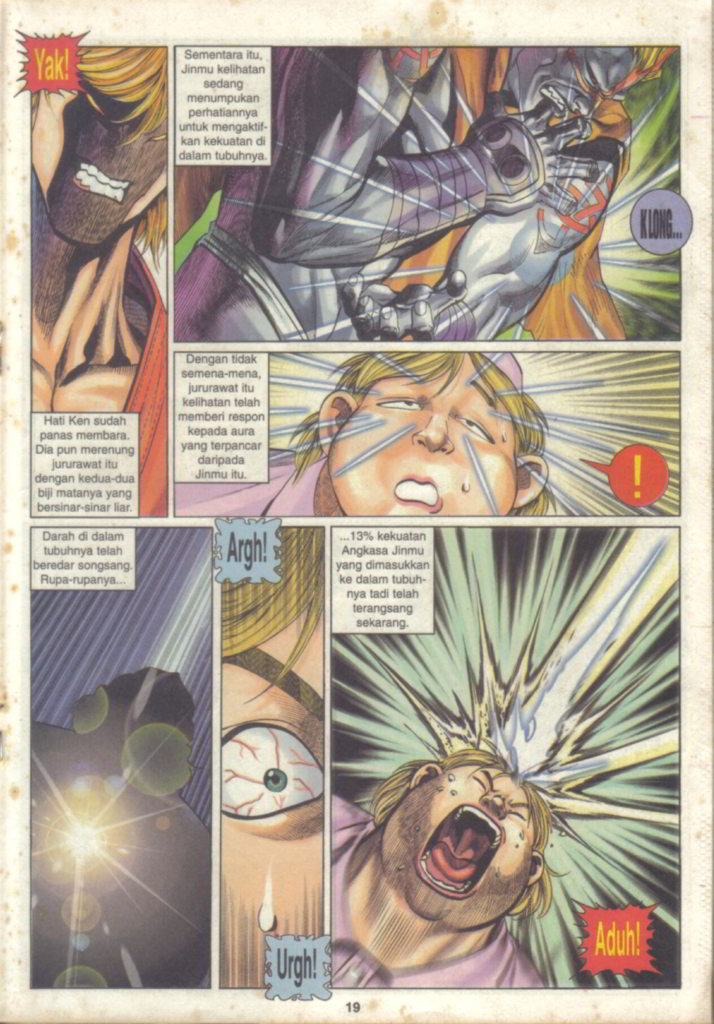 Yak!
Hati Ken sudah
panas membara.
Dia pun merenung
jururawat itu
dengan kedua-dua
biji matanya yang
bersinar-sinar liar.
Sementara itu,
Jinmu kelihatan
sedang
menumpukan
perhatiannya
untuk mengaktif-
kan kekuatan di
dalam tubuhnya.
KLONG...
Dengan tidak
semena-mena,
jururawat itu
kelihatan telah
memberi respon
kepada aura
yang terpancar
daripada
Jinmu itu.
!
Darah di dalam
tubuhnya telah
beredar songsang.
Rupa-rupanya...
Argh!
Urgh!
...13% kekuatan
Angkasa Jinmu
yang dimasukkan
ke dalam tubuh-
nya tadi telah
terangsang
sekarang.
Aduh!
19